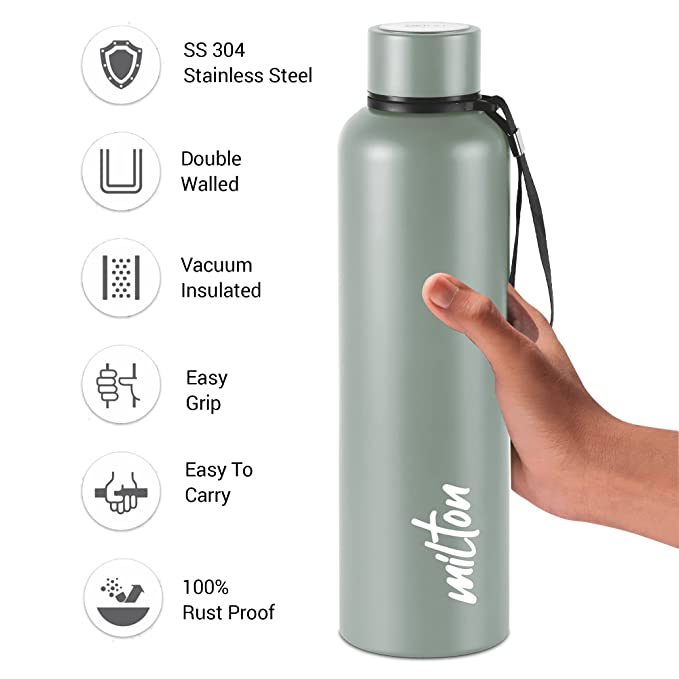 SS 304
Stainless Steel
Double
Walled
Vacuum
Insulated
Easy
Grip
Easy To
Carry
100%
Rust Proof
milton